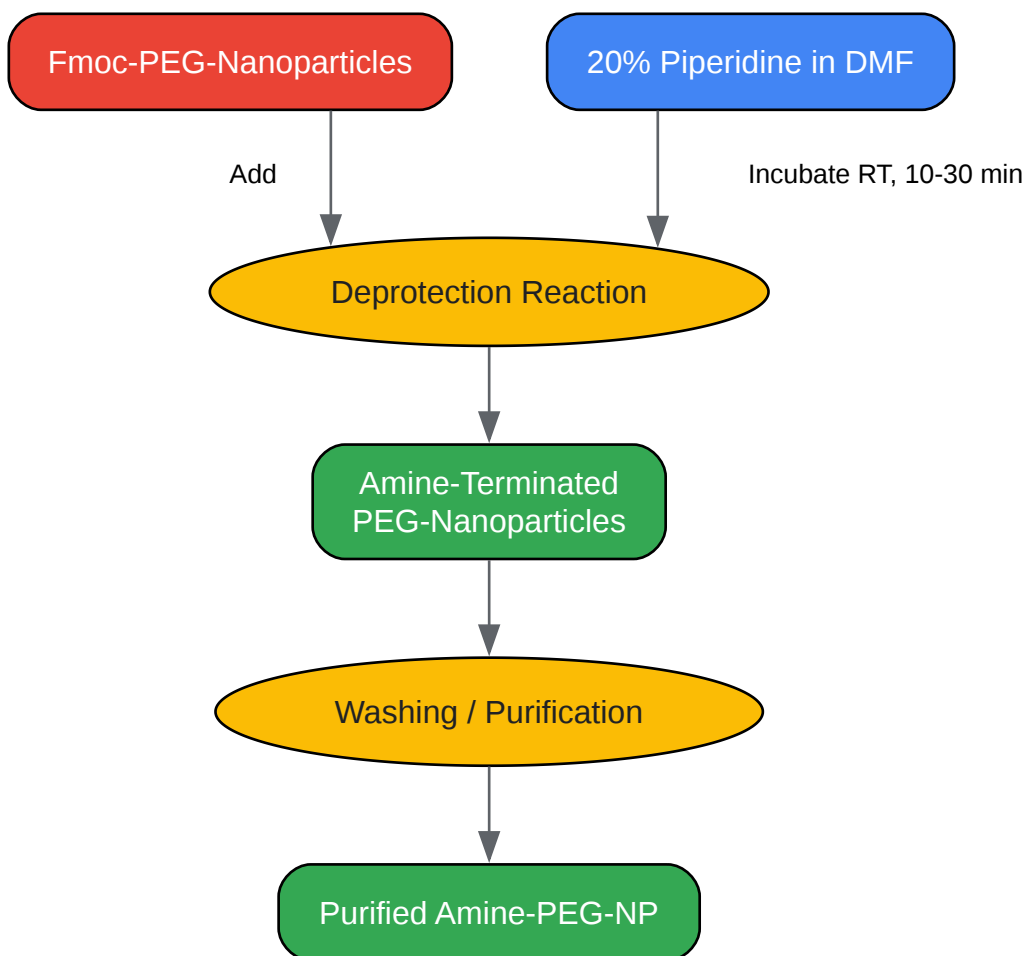 Fmoc-PEG-Nanoparticles
20% Piperidine in DMF
Add
Incubate RT, 10-30 min
Deprotection Reaction
Amine-Terminated
PEG-Nanoparticles
Washing / Purification
Purified Amine-PEG-NP